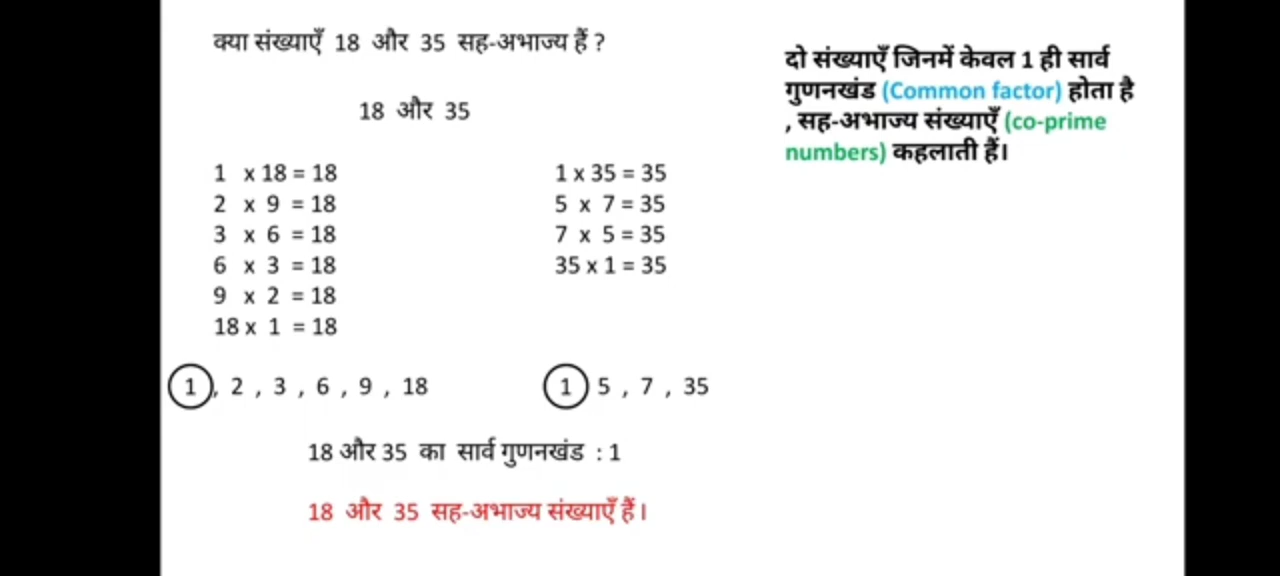 क्या संख्याएँ 18 और 35 सह-अभाज्य हैं ?
18 और 35
1 x 18 = 18
2 x 9 = 18
3 x 6 = 18
6 x 3 = 18
9 x 2 = 18
18 x 1 = 18
1 x 35 = 35
5 x 7 = 35
7 x 5 = 35
35 x 1 = 35
1 , 2 , 3 , 6 , 9 , 18
1 5 , 7 , 35
18 और 35 का सार्व गुणनखंड : 1
18 और 35 सह-अभाज्य संख्याएँ हैं ।
दो संख्याएँ जिनमें केवल 1 ही सार्व
गुणनखंड (Common factor) होता है
, सह-अभाज्य संख्याएँ (co-prime
numbers) कहलाती हैं।